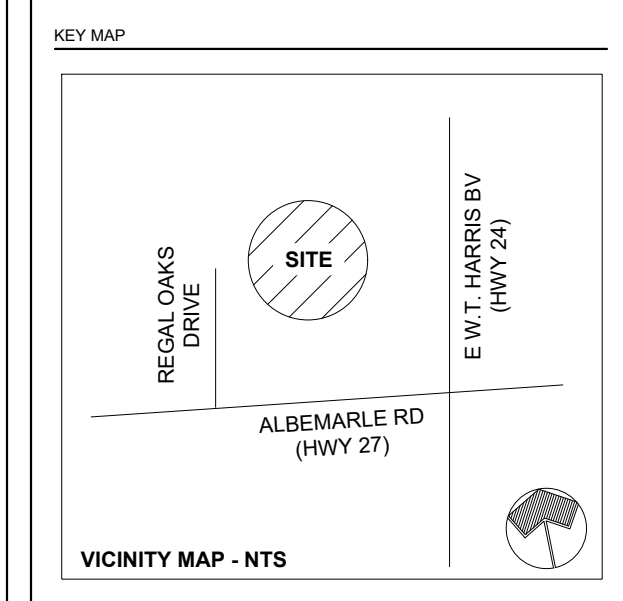 KEY MAP
SITE
REGAL OAKS
DRIVE
E W.T. HARRIS BV
(HWY 24)
ALBEMARLE RD
(HWY 27)
VICINITY MAP - NTS